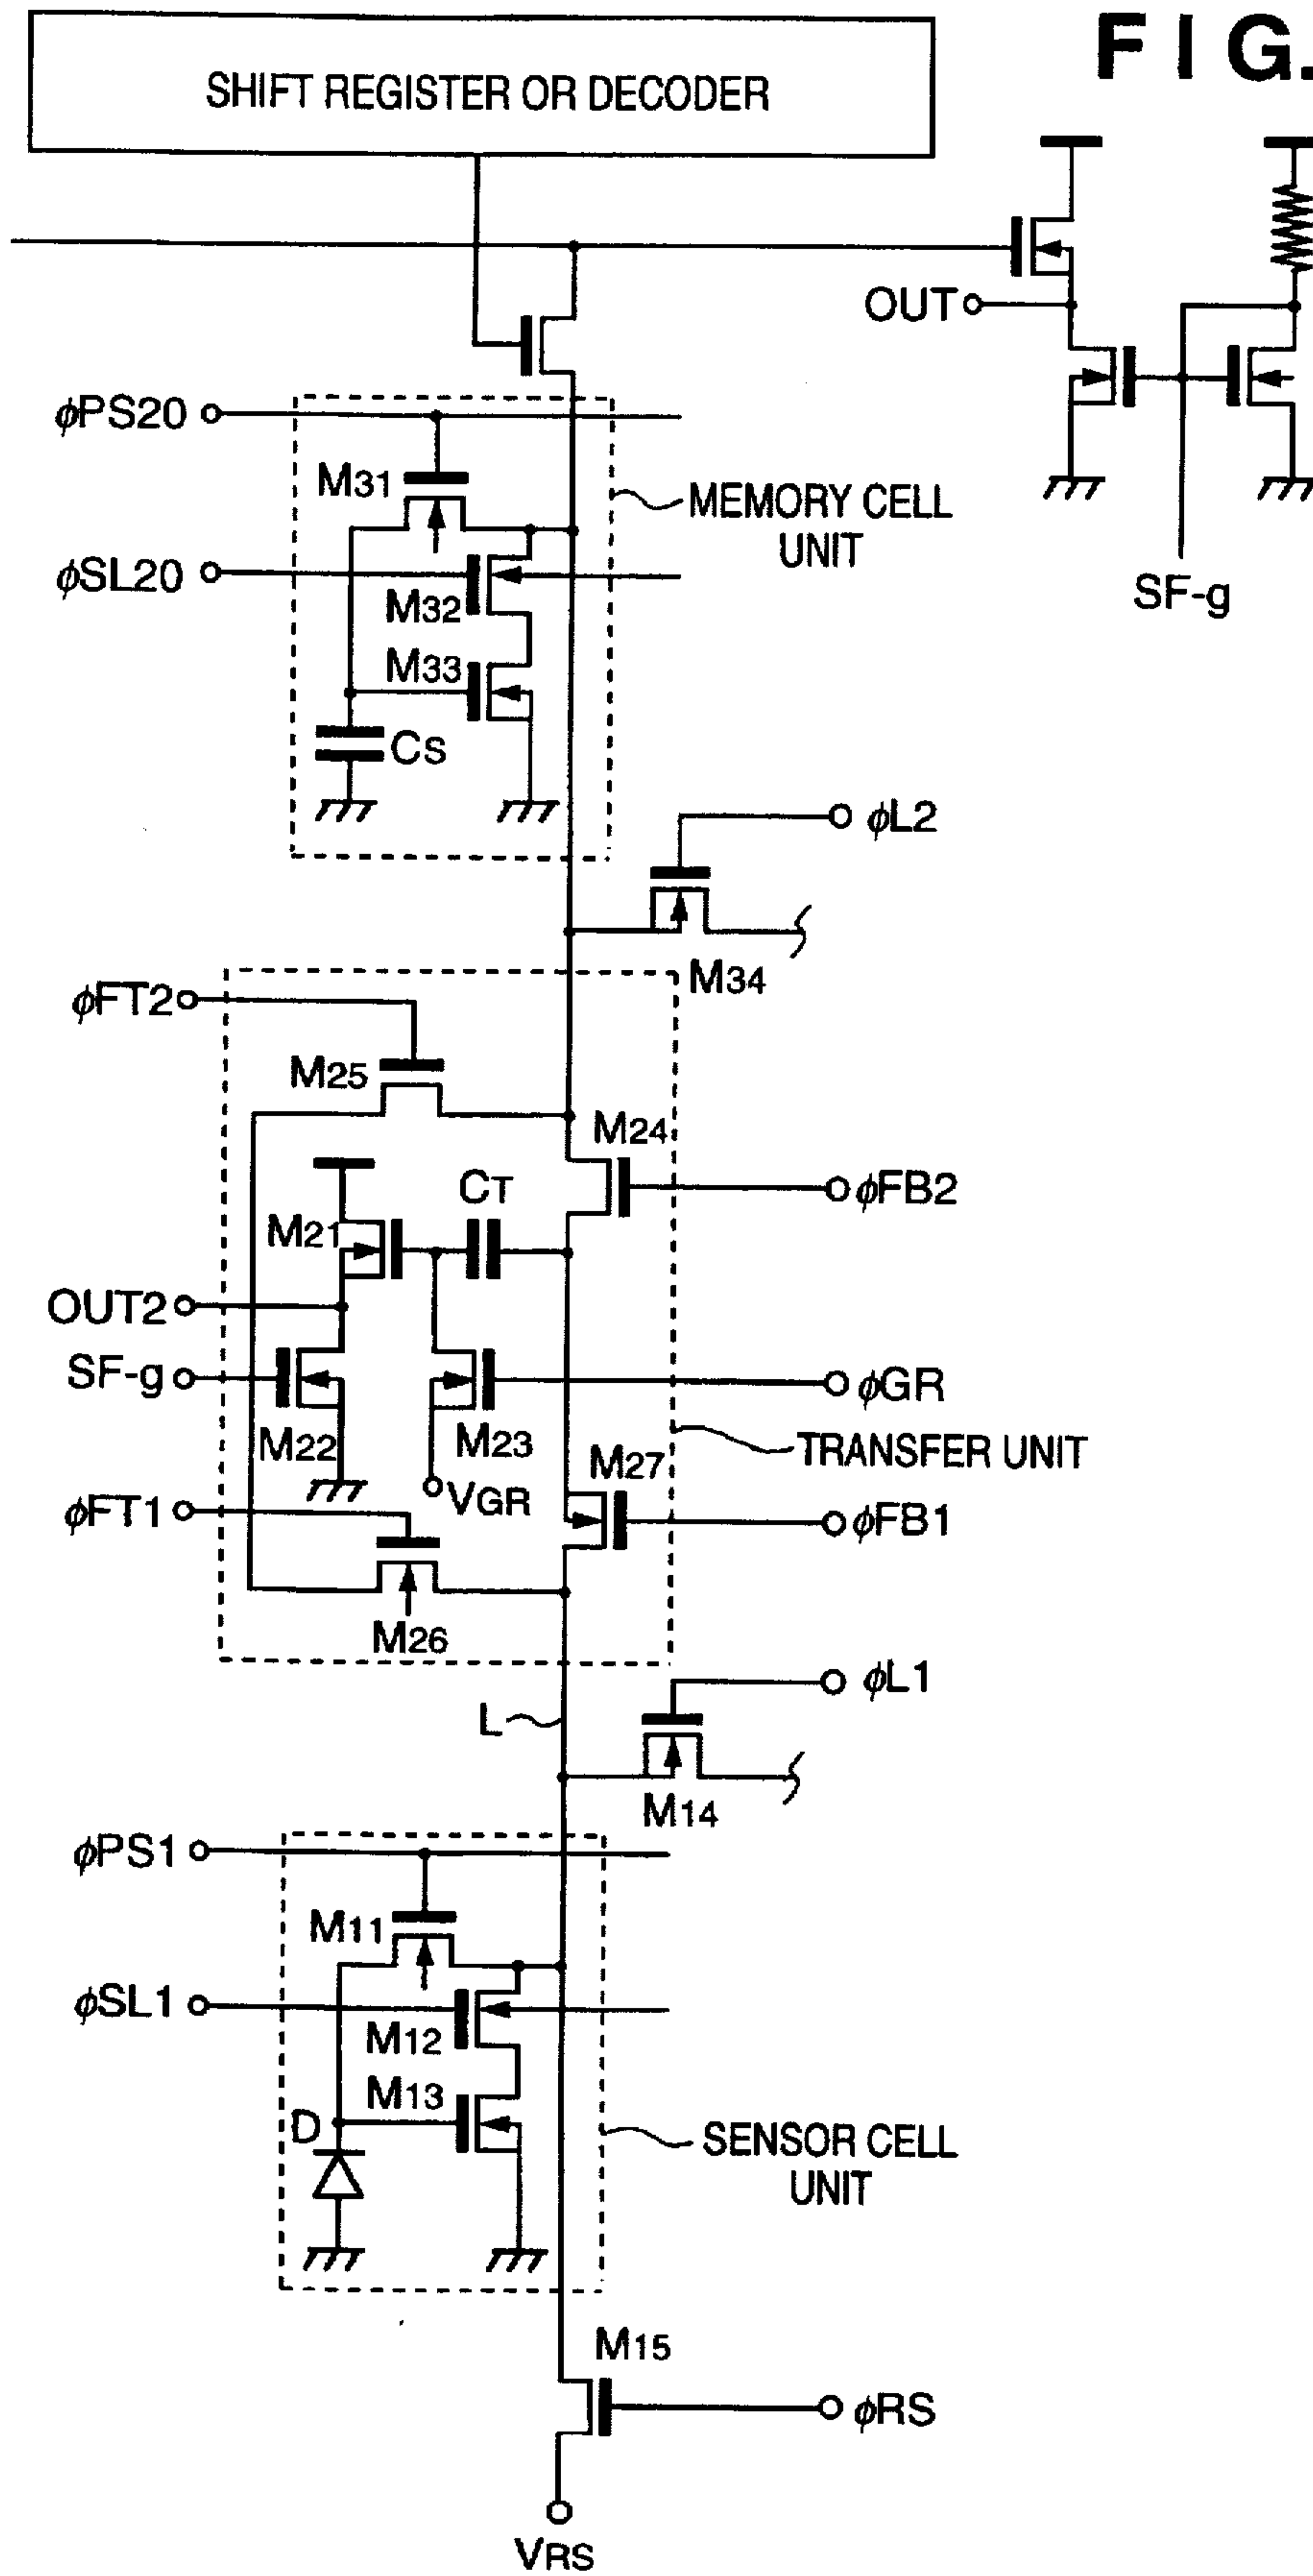 FIG.
SHIFT REGISTER OR DECODER
OUT
ϕPS20
M31
MEMORY CELL
UNIT
ϕSL20
M32
SF-g
M33
CS
ϕL2
M34
ϕFT2
M25
M24
CT
ϕFB2
M21
OUT2
SF-g
ϕGR
M22
M23
TRANSFER UNIT
M27
VGR
ϕFT1
ϕFB1
M26
ϕL1
L
M14
ϕPS1
M11
ϕSL1
M12
M13
D
SENSOR CELL
UNIT
M15
ϕRS
VRS